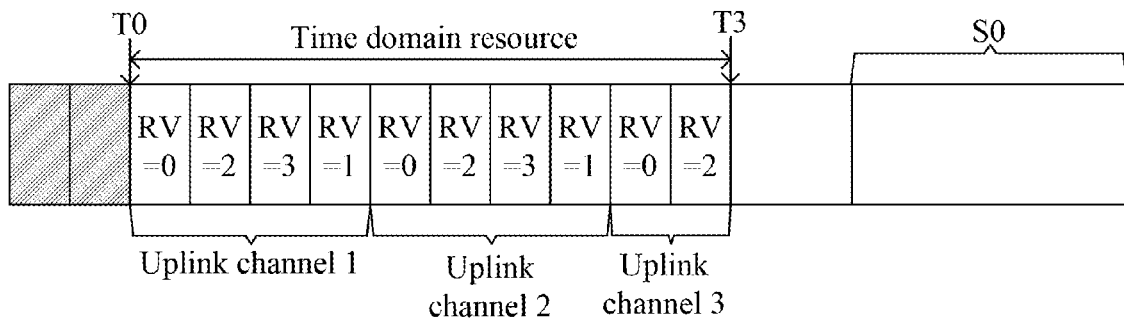 T0
T3
Time domain resource
S0
RV RV RV RV RV RV RV RV RV RV
=0 =2 =3 =1 =0 =2 =3 =1 =0 =2
Uplink channel 1
Uplink
channel 2
Uplink
channel 3